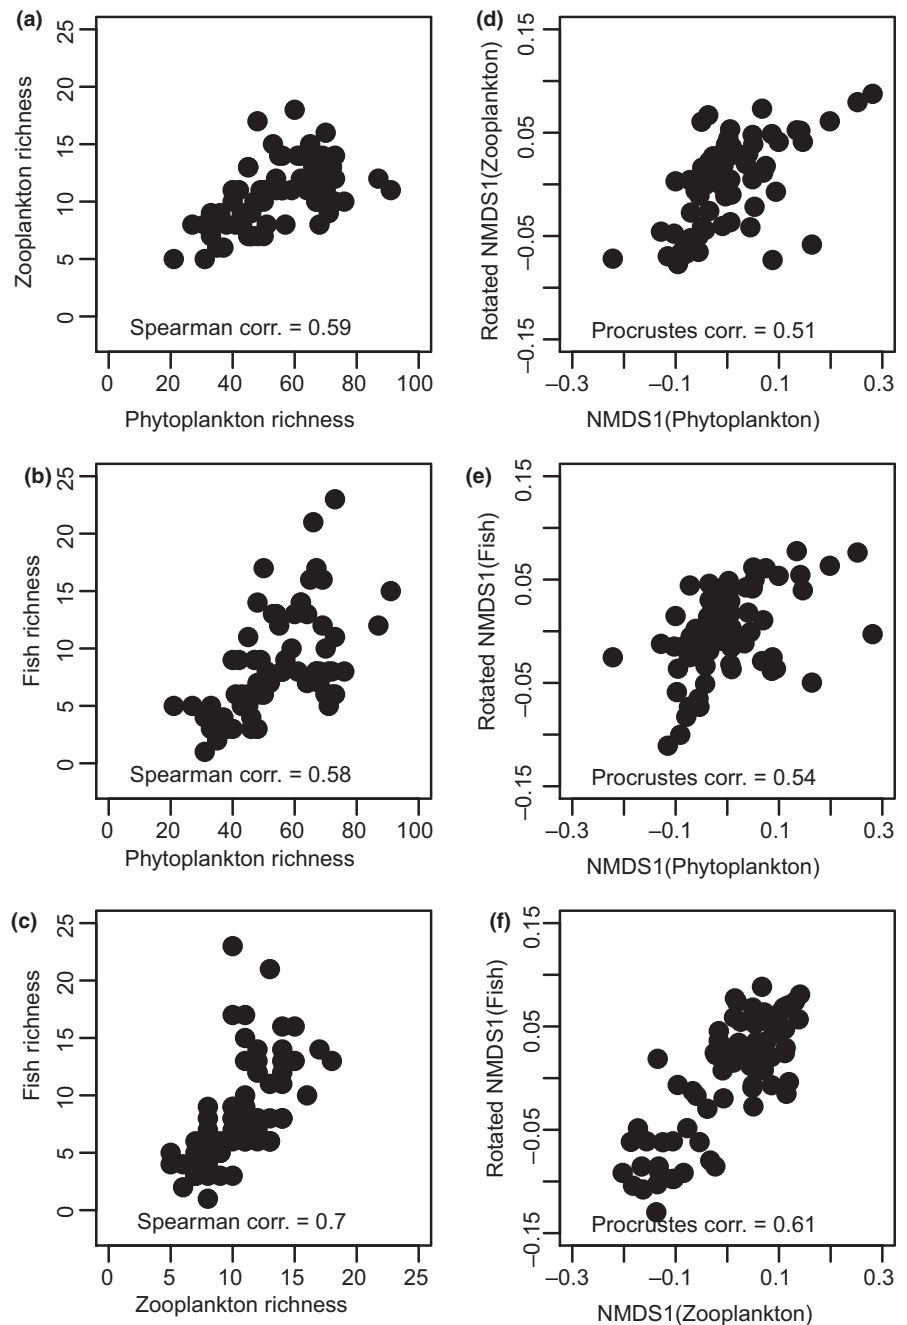 (a)
25
20
15
10
5
0
Zooplankton richness
Spearman corr. = 0.59
0 20 40 60 80 100
Phytoplankton richness
(d)
0.15
0.05
–0.05
–0.15
Rotated NMDS1(Zooplankton)
Procrustes corr. = 0.51
–0.3 –0.1 0.1 0.3
NMDS1(Phytoplankton)
(b)
25
20
15
10
5
0
Fish richness
Spearman corr. = 0.58
0 20 40 60 80 100
Phytoplankton richness
(e)
0.15
0.05
–0.05
–0.15
Rotated NMDS1(Fish)
Procrustes corr. = 0.54
–0.3 –0.1 0.1 0.3
NMDS1(Phytoplankton)
(c)
25
20
15
10
5
0
Fish richness
Spearman corr. = 0.7
0 5 10 15 20 25
Zooplankton richness
(f)
0.15
0.05
–0.05
–0.15
Rotated NMDS1(Fish)
Procrustes corr. = 0.61
–0.3 –0.1 0.1 0.3
NMDS1(Zooplankton)